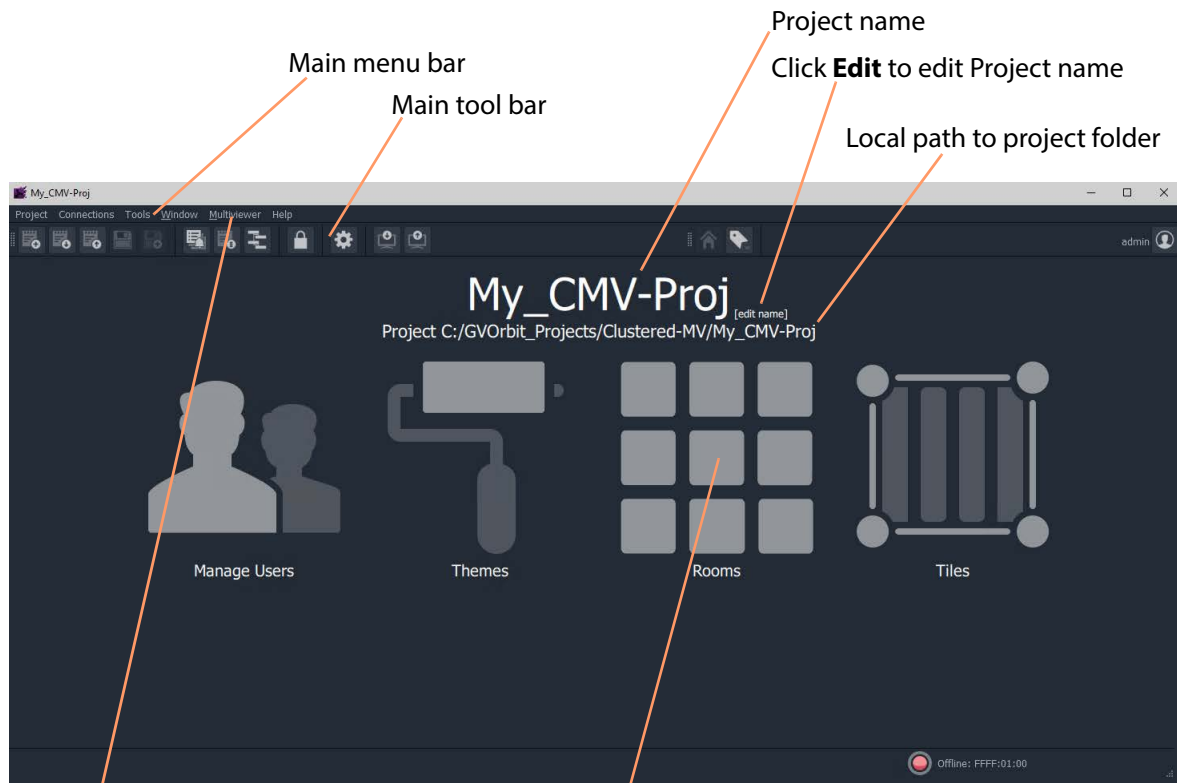 Project name
Main menu bar
Click Edit to edit Project name
Main tool bar
Local path to project folder
My_CMV-Proj
Project Connections Tools Window Multiviewer Help
admin
My_CMV-Proj
[edit name]
Project C:/GVOrbit_Projects/Clustered-MV/My_CMV-Proj
Manage Users
Themes
Rooms
Tiles
Offline: FFFF:01:00